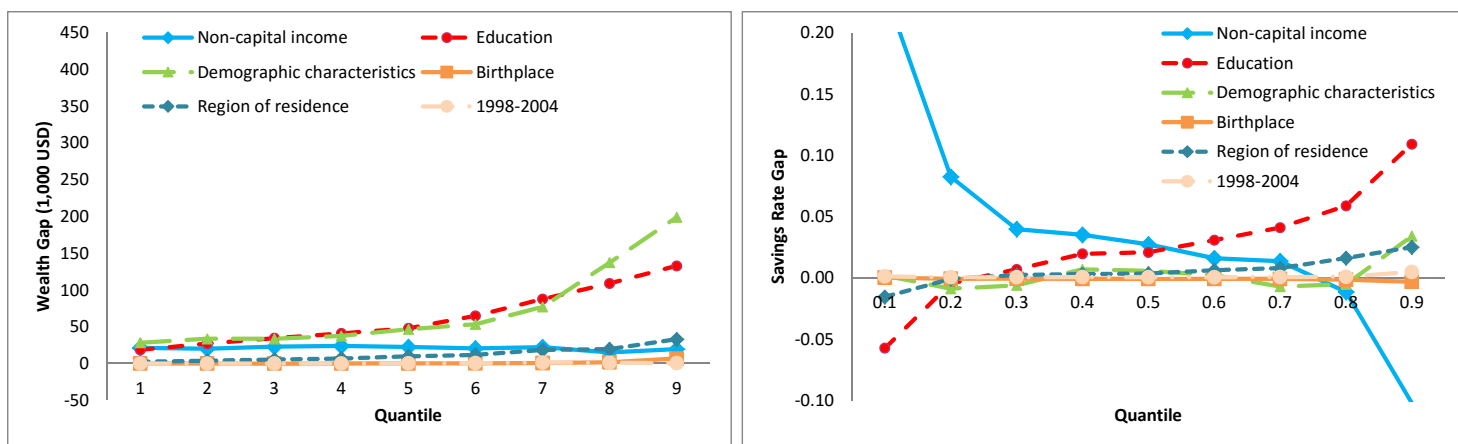 Wealth Gap (1,000 USD)
450
400
350
300
250
200
150
100
50
0
-50
Non-capital income
Education
Demographic characteristics
Birthplace
Region of residence
1998-2004
1 2 3 4 5 6 7 8 9
Quantile
Savings Rate Gap
0.20
0.15
0.10
0.05
0.00
-0.05
-0.10
Non-capital income
Education
Demographic characteristics
Birthplace
Region of residence
1998-2004
0.1 0.2 0.3 0.4 0.5 0.6 0.7 0.8 0.9
Quantile